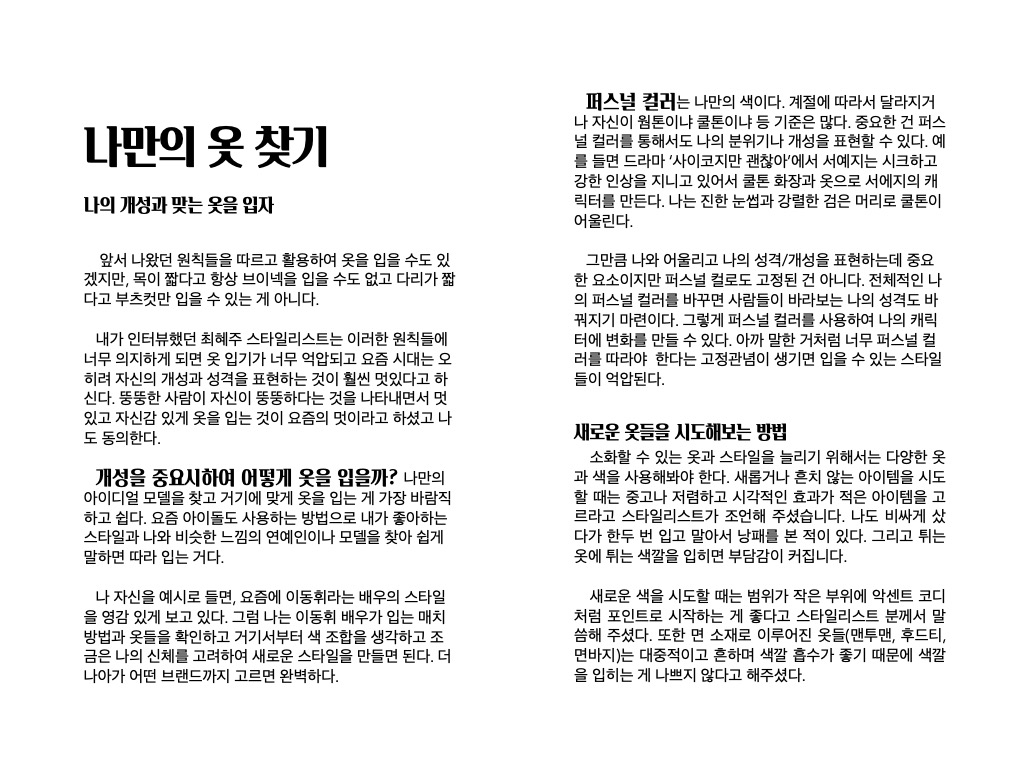 나만의 옷 찾기
나의 개성과 맞는 옷을 입자
앞서 나왔던 원칙들을 따르고 활용하여 옷을 입을 수도 있
겠지만, 목이 짧다고 항상 브이넥을 입을 수도 없고 다리가 짧
다고 부츠컷만 입을 수 있는 게 아니다.
내가 인터뷰했던 최혜주 스타일리스트는 이러한 원칙들에
너무 의지하게 되면 옷 입기가 너무 억압되고 요즘 시대는 오
히려 자신의 개성과 성격을 표현하는 것이 훨씬 멋있다고 하
신다. 뚱뚱한 사람이 자신이 뚱뚱하다는 것을 나타내면서 멋
있고 자신감 있게 옷을 입는 것이 요즘의 멋이라고 하셨고 나
도 동의한다.
개성을 중요시하여 어떻게 옷을 입을까? 나만의
아이디얼 모델을 찾고 거기에 맞게 옷을 입는 게 가장 바람직
하고 쉽다. 요즘 아이돌도 사용하는 방법으로 내가 좋아하는
스타일과 나와 비슷한 느낌의 연예인이나 모델을 찾아 쉽게
말하면 따라 입는 거다.
나 자신을 예시로 들면, 요즘에 이동휘라는 배우의 스타일
을 영감 있게 보고 있다. 그럼 나는 이동휘 배우가 입는 매치
방법과 옷들을 확인하고 거기서부터 색 조합을 생각하고 조
금은 나의 신체를 고려하여 새로운 스타일을 만들면 된다. 더
나아가 어떤 브랜드까지 고르면 완벽하다.
퍼스널 컬러는 나만의 색이다. 계절에 따라서 달라지거
나 자신이 웜톤이냐 쿨톤이냐 등 기준은 많다. 중요한 건 퍼스
널 컬러를 통해서도 나의 분위기나 개성을 표현할 수 있다. 예
를 들면 드라마 ‘사이코지만 괜찮아’에서 서예지는 시크하고
강한 인상을 지니고 있어서 쿨톤 화장과 옷으로 서에지의 캐
릭터를 만든다. 나는 진한 눈썹과 강렬한 검은 머리로 쿨톤이
어울린다.
그만큼 나와 어울리고 나의 성격/개성을 표현하는데 중요
한 요소이지만 퍼스널 컬로도 고정된 건 아니다. 전체적인 나
의 퍼스널 컬러를 바꾸면 사람들이 바라보는 나의 성격도 바
꿔지기 마련이다. 그렇게 퍼스널 컬러를 사용하여 나의 캐릭
터에 변화를 만들 수 있다. 아까 말한 거처럼 너무 퍼스널 컬
러를 따라야  한다는 고정관념이 생기면 입을 수 있는 스타일
들이 억압된다.
새로운 옷들을 시도해보는 방법
소화할 수 있는 옷과 스타일을 늘리기 위해서는 다양한 옷
과 색을 사용해봐야 한다. 새롭거나 흔치 않는 아이템을 시도
할 때는 중고나 저렴하고 시각적인 효과가 적은 아이템을 고
르라고 스타일리스트가 조언해 주셨습니다. 나도 비싸게 샀
다가 한두 번 입고 말아서 낭패를 본 적이 있다. 그리고 튀는
옷에 튀는 색깔을 입히면 부담감이 커집니다.
새로운 색을 시도할 때는 범위가 작은 부위에 악센트 코디
처럼 포인트로 시작하는 게 좋다고 스타일리스트 분께서 말
씀해 주셨다. 또한 면 소재로 이루어진 옷들(맨투맨, 후드티,
면바지)는 대중적이고 흔하며 색깔 흡수가 좋기 때문에 색깔
을 입히는 게 나쁘지 않다고 해주셨다.